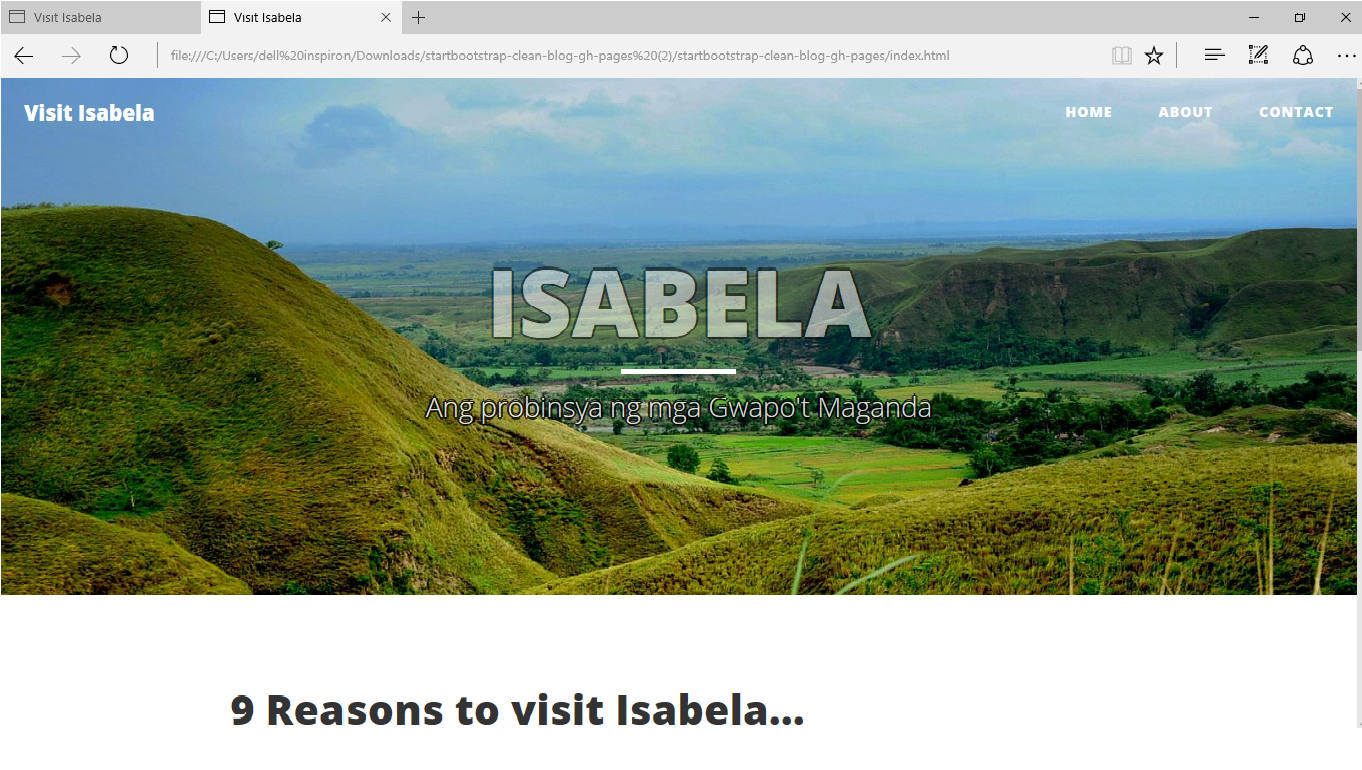 Visit Isabela
Visit Isabela
file:///C:/Users/dell%20inspiron/Downloads/startbootstrap-clean-blog-gh-pages%20(2)/startbootstrap-clean-blog-gh-pages/index.html
Visit Isabela HOME ABOUT CONTACT
ISABELA
Ang probinsya ng mga Gwapo't Maganda
9 Reasons to visit Isabela...